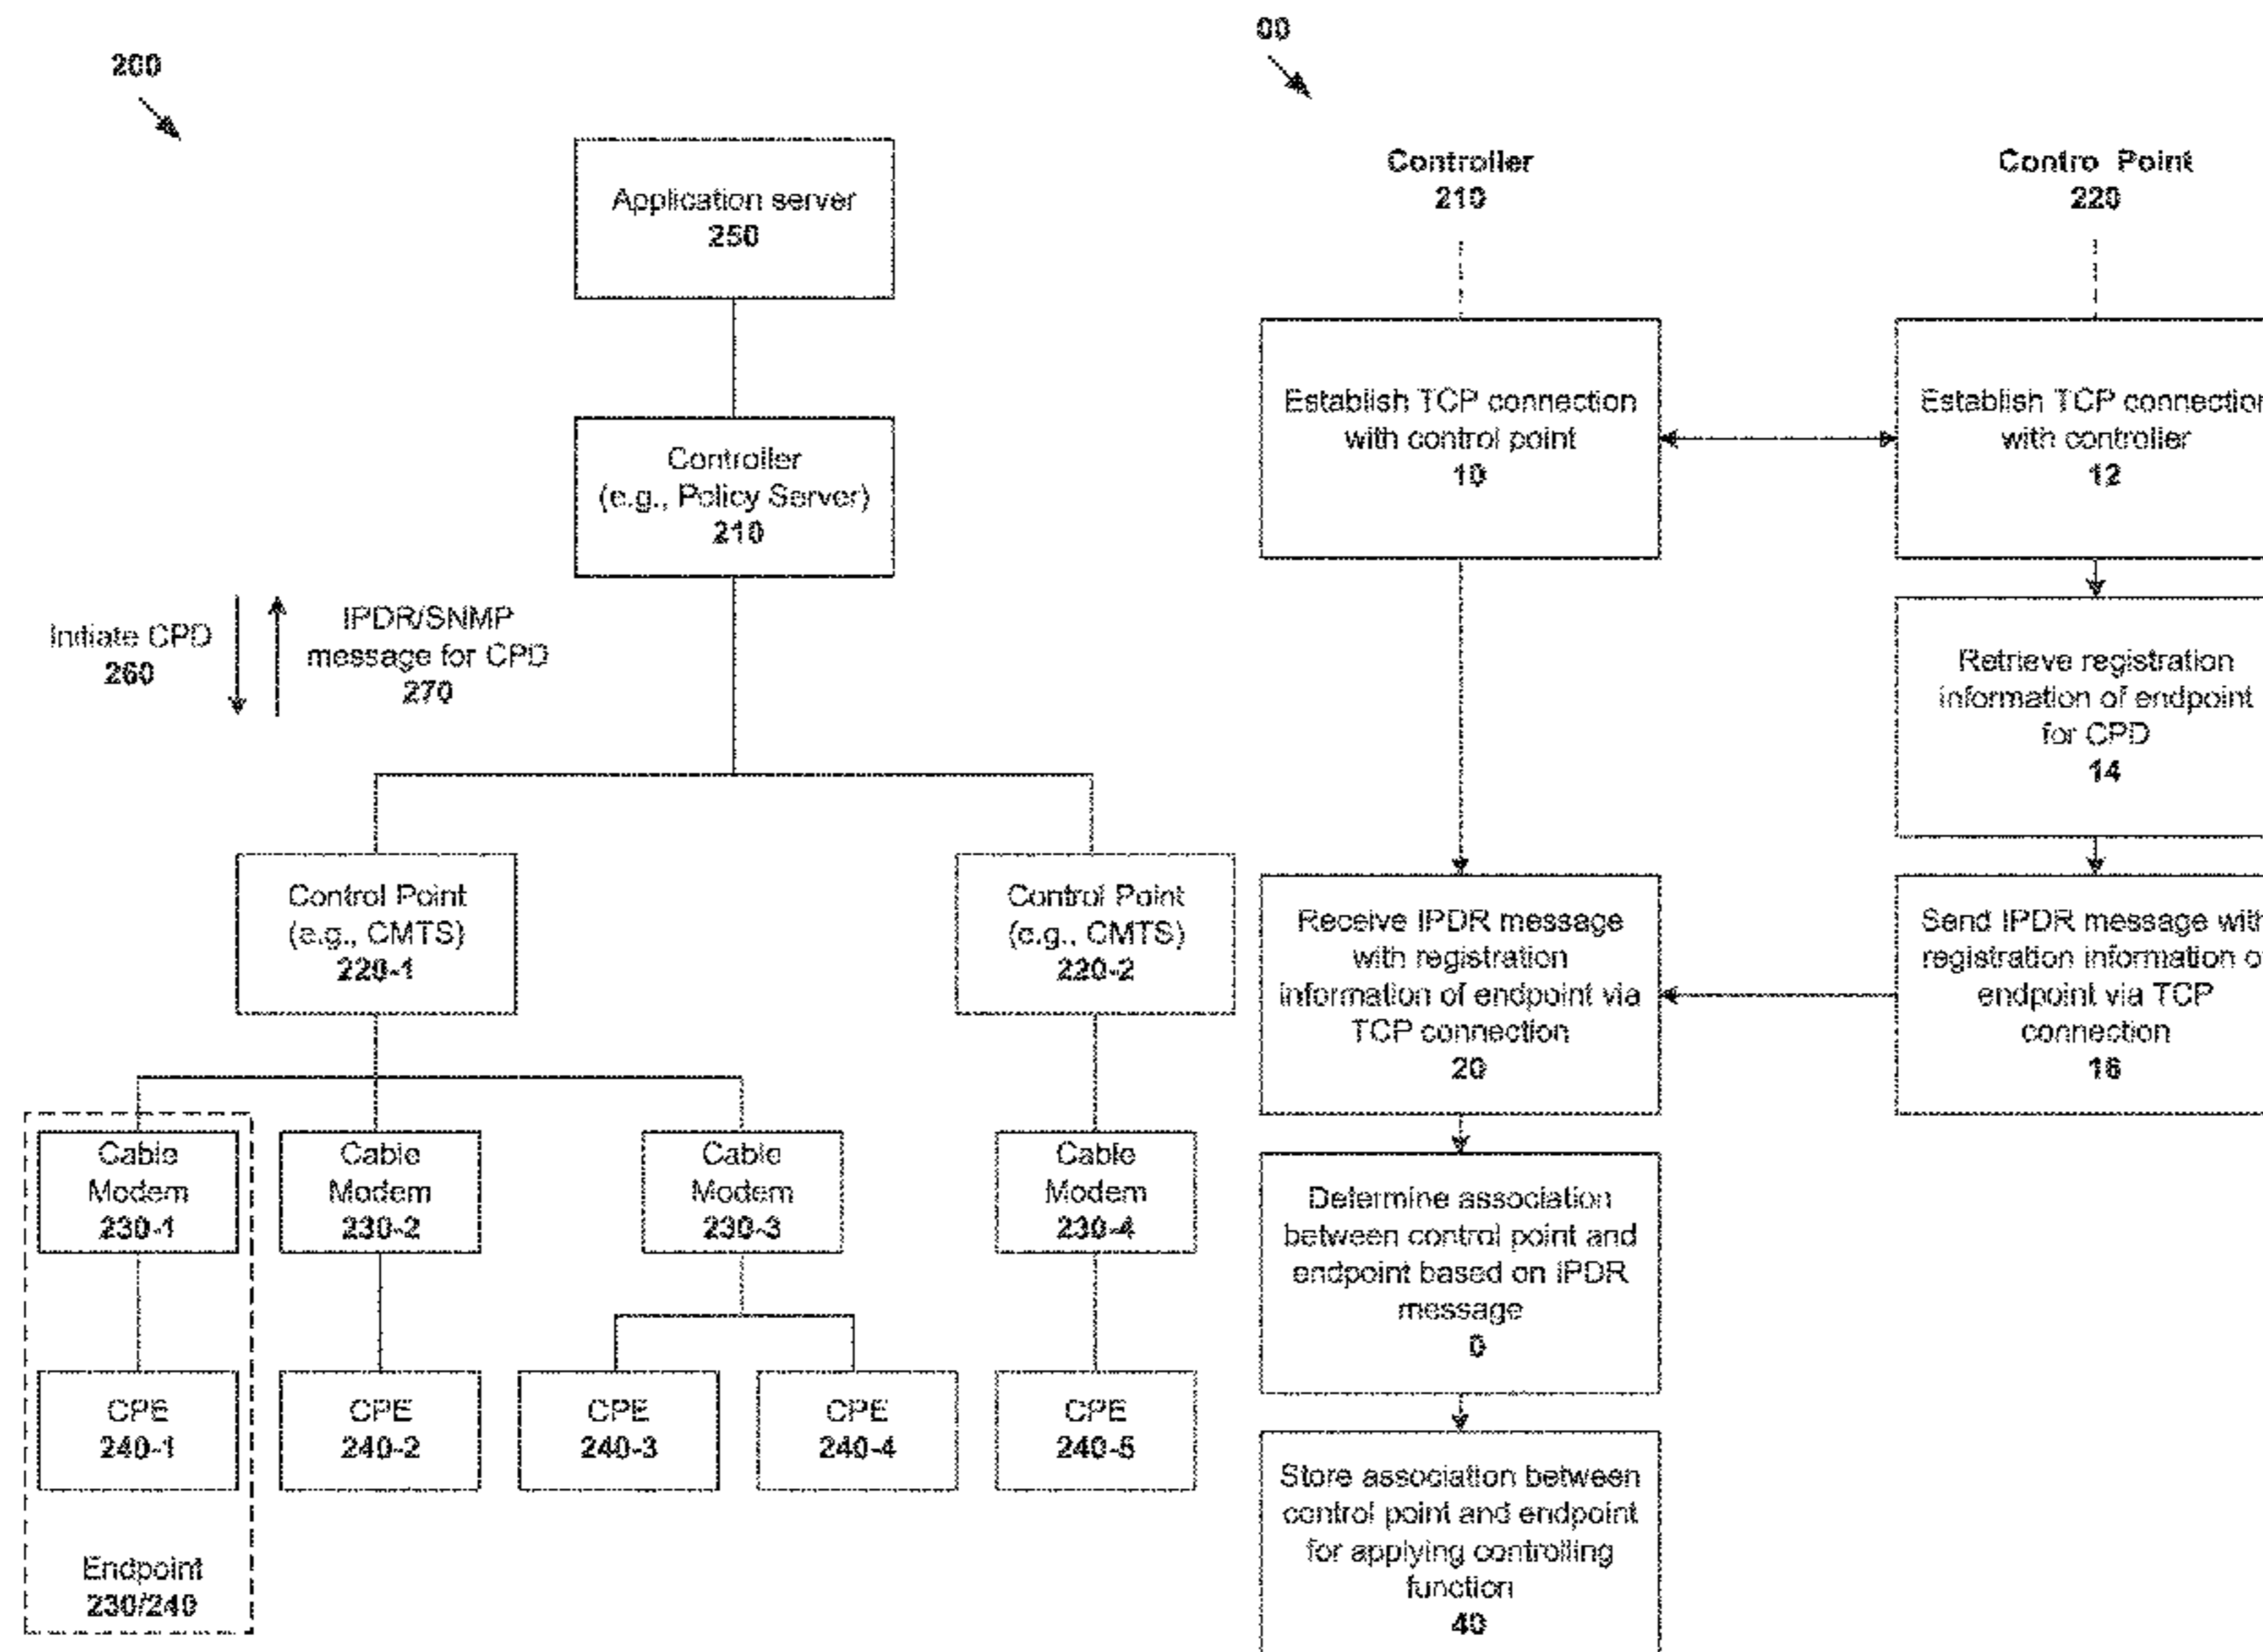 200
Application server
250
Controller
(e.g., Policy Server)
210
Initiate CPD
260
IPDR/SNMP
message for CPD
270
Control Point
(e.g., CMTS)
220-1
Control Point
(e.g., CMTS)
220-2
Cable
Modem
230-1
Cable
Modem
230-2
Cable
Modem
230-3
Cable
Modem
230-4
CPE
240-1
CPE
240-2
CPE
240-3
CPE
240-4
CPE
240-5
Endpoint
230/240
00
Controller
210
Contro Point
220
Establish TCP connection
with control point
10
Establish TCP connection
with controller
12
Retrieve registration
information of endpoint
for CPD
14
Receive IPDR message
with registration
information of endpoint via
TCP connection
20
Send IPDR message with
registration information of
endpoint via TCP
connection
16
Determine association
between control point and
endpoint based on IPDR
message
0
Store association between
control point and endpoint
for applying controlling
function
40